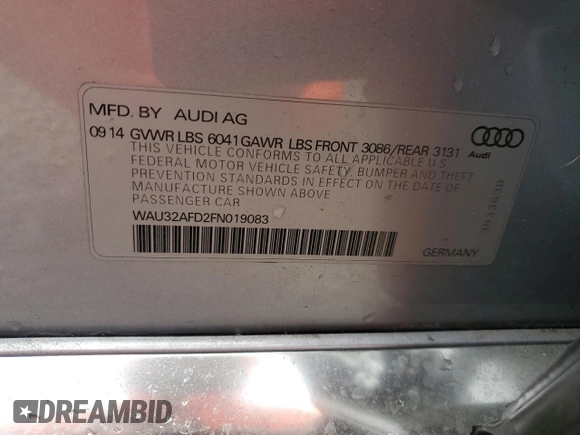 MFD. BY AUDI AG
09 14 GVWR LBS 6041 GAWR LBS FRONT 3086/REAR 3131
THIS VEHICLE CONFORMS TO ALL APPLICABLE U S
FEDERAL MOTOR VEHICLE SAFETY, BUMPER AND THEFT
PREVENTION STANDARDS IN EFFECT ON THE DATE OF
MANUFACTURE SHOWN ABOVE
PASSENGER CAR
WAU32AFD2FN019083
Audi
3933638
GERMANY
DREAMBID